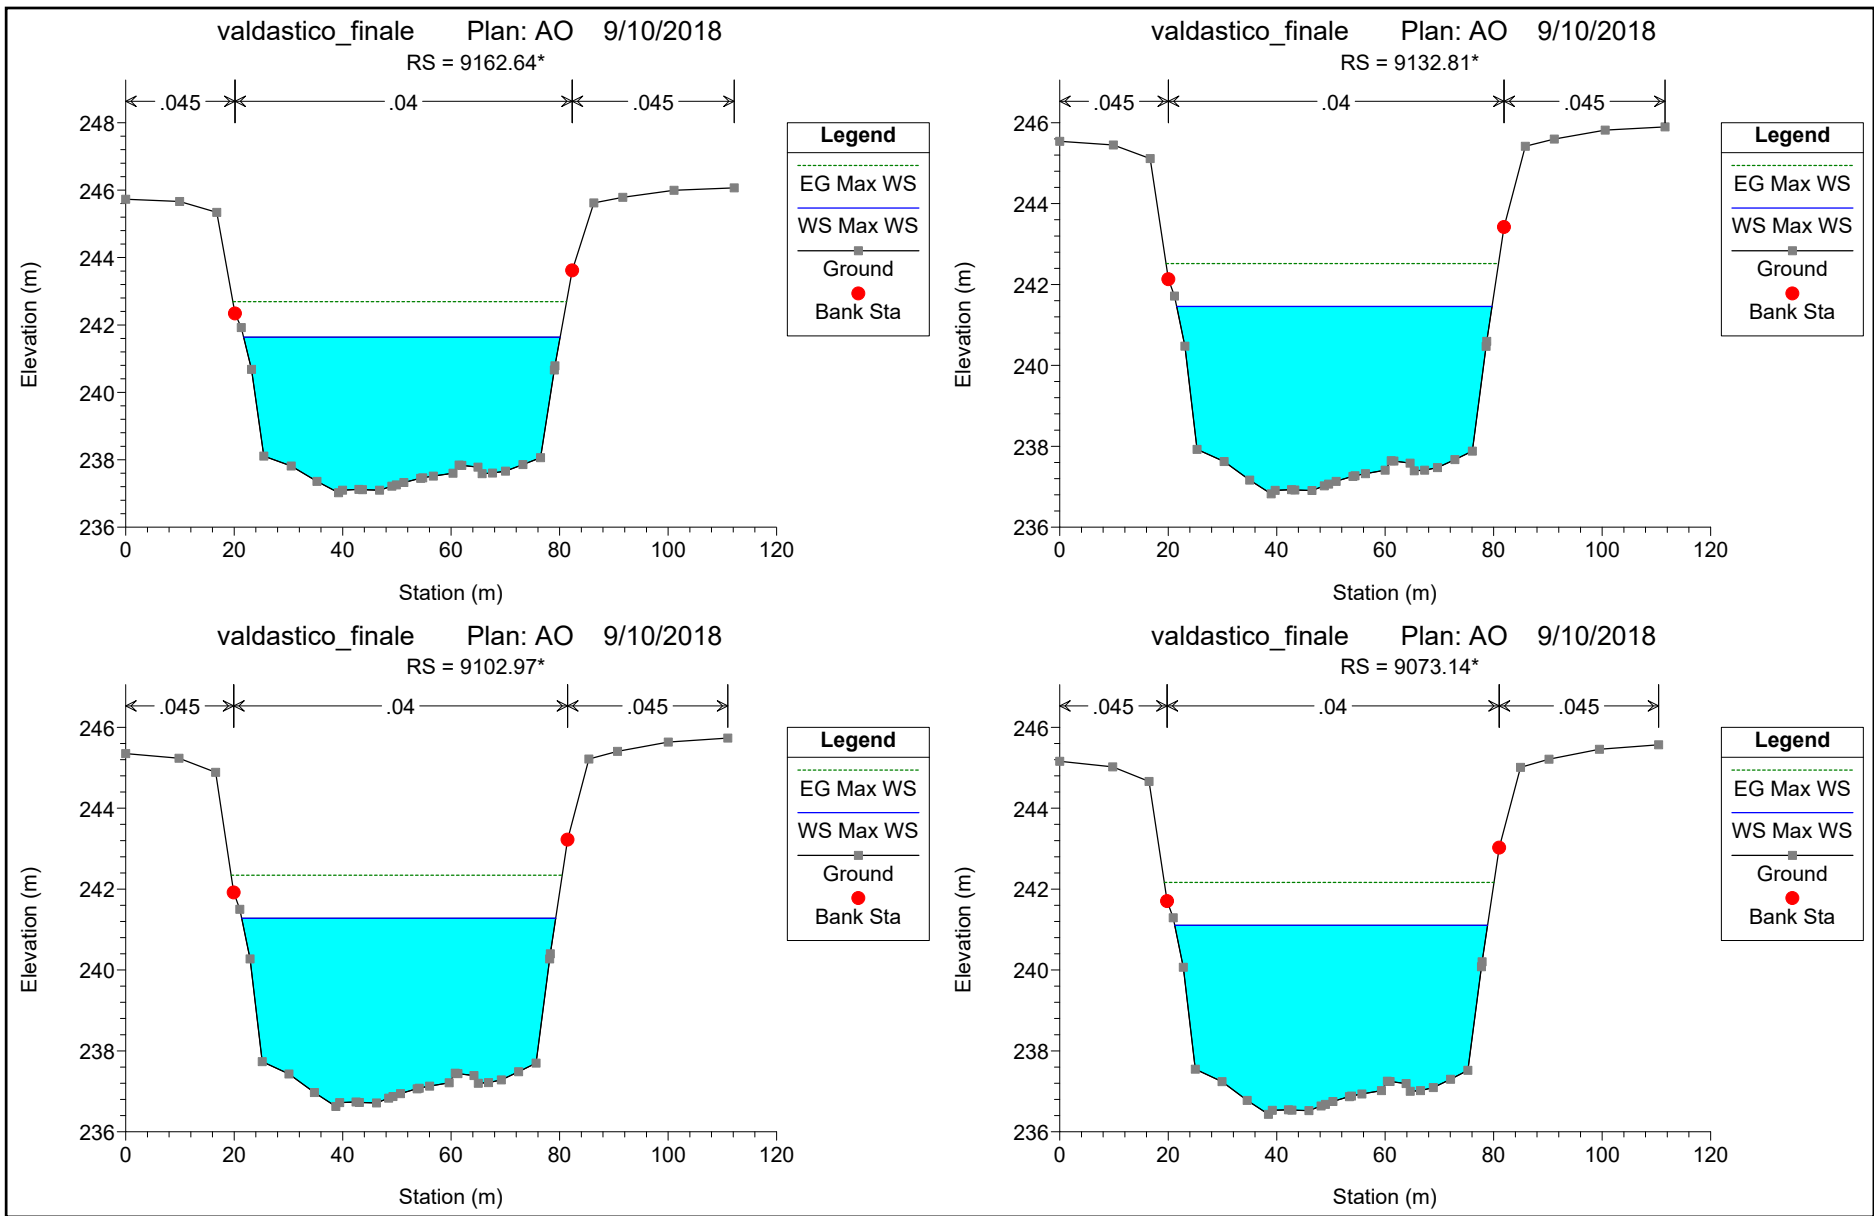 valdastico_finale Plan: AO 9/10/2018
RS = 9162.64*
.045 .04 .045
248
246
244
242
240
238
236
0 20 40 60 80 100 120
Elevation (m)
Station (m)
Legend
EG Max WS
WS Max WS
Ground
Bank Sta
valdastico_finale Plan: AO 9/10/2018
RS = 9132.81*
.045 .04 .045
246
244
242
240
238
236
0 20 40 60 80 100 120
Elevation (m)
Station (m)
Legend
EG Max WS
WS Max WS
Ground
Bank Sta
valdastico_finale Plan: AO 9/10/2018
RS = 9102.97*
.045 .04 .045
246
244
242
240
238
236
0 20 40 60 80 100 120
Elevation (m)
Station (m)
Legend
EG Max WS
WS Max WS
Ground
Bank Sta
valdastico_finale Plan: AO 9/10/2018
RS = 9073.14*
.045 .04 .045
246
244
242
240
238
236
0 20 40 60 80 100 120
Elevation (m)
Station (m)
Legend
EG Max WS
WS Max WS
Ground
Bank Sta